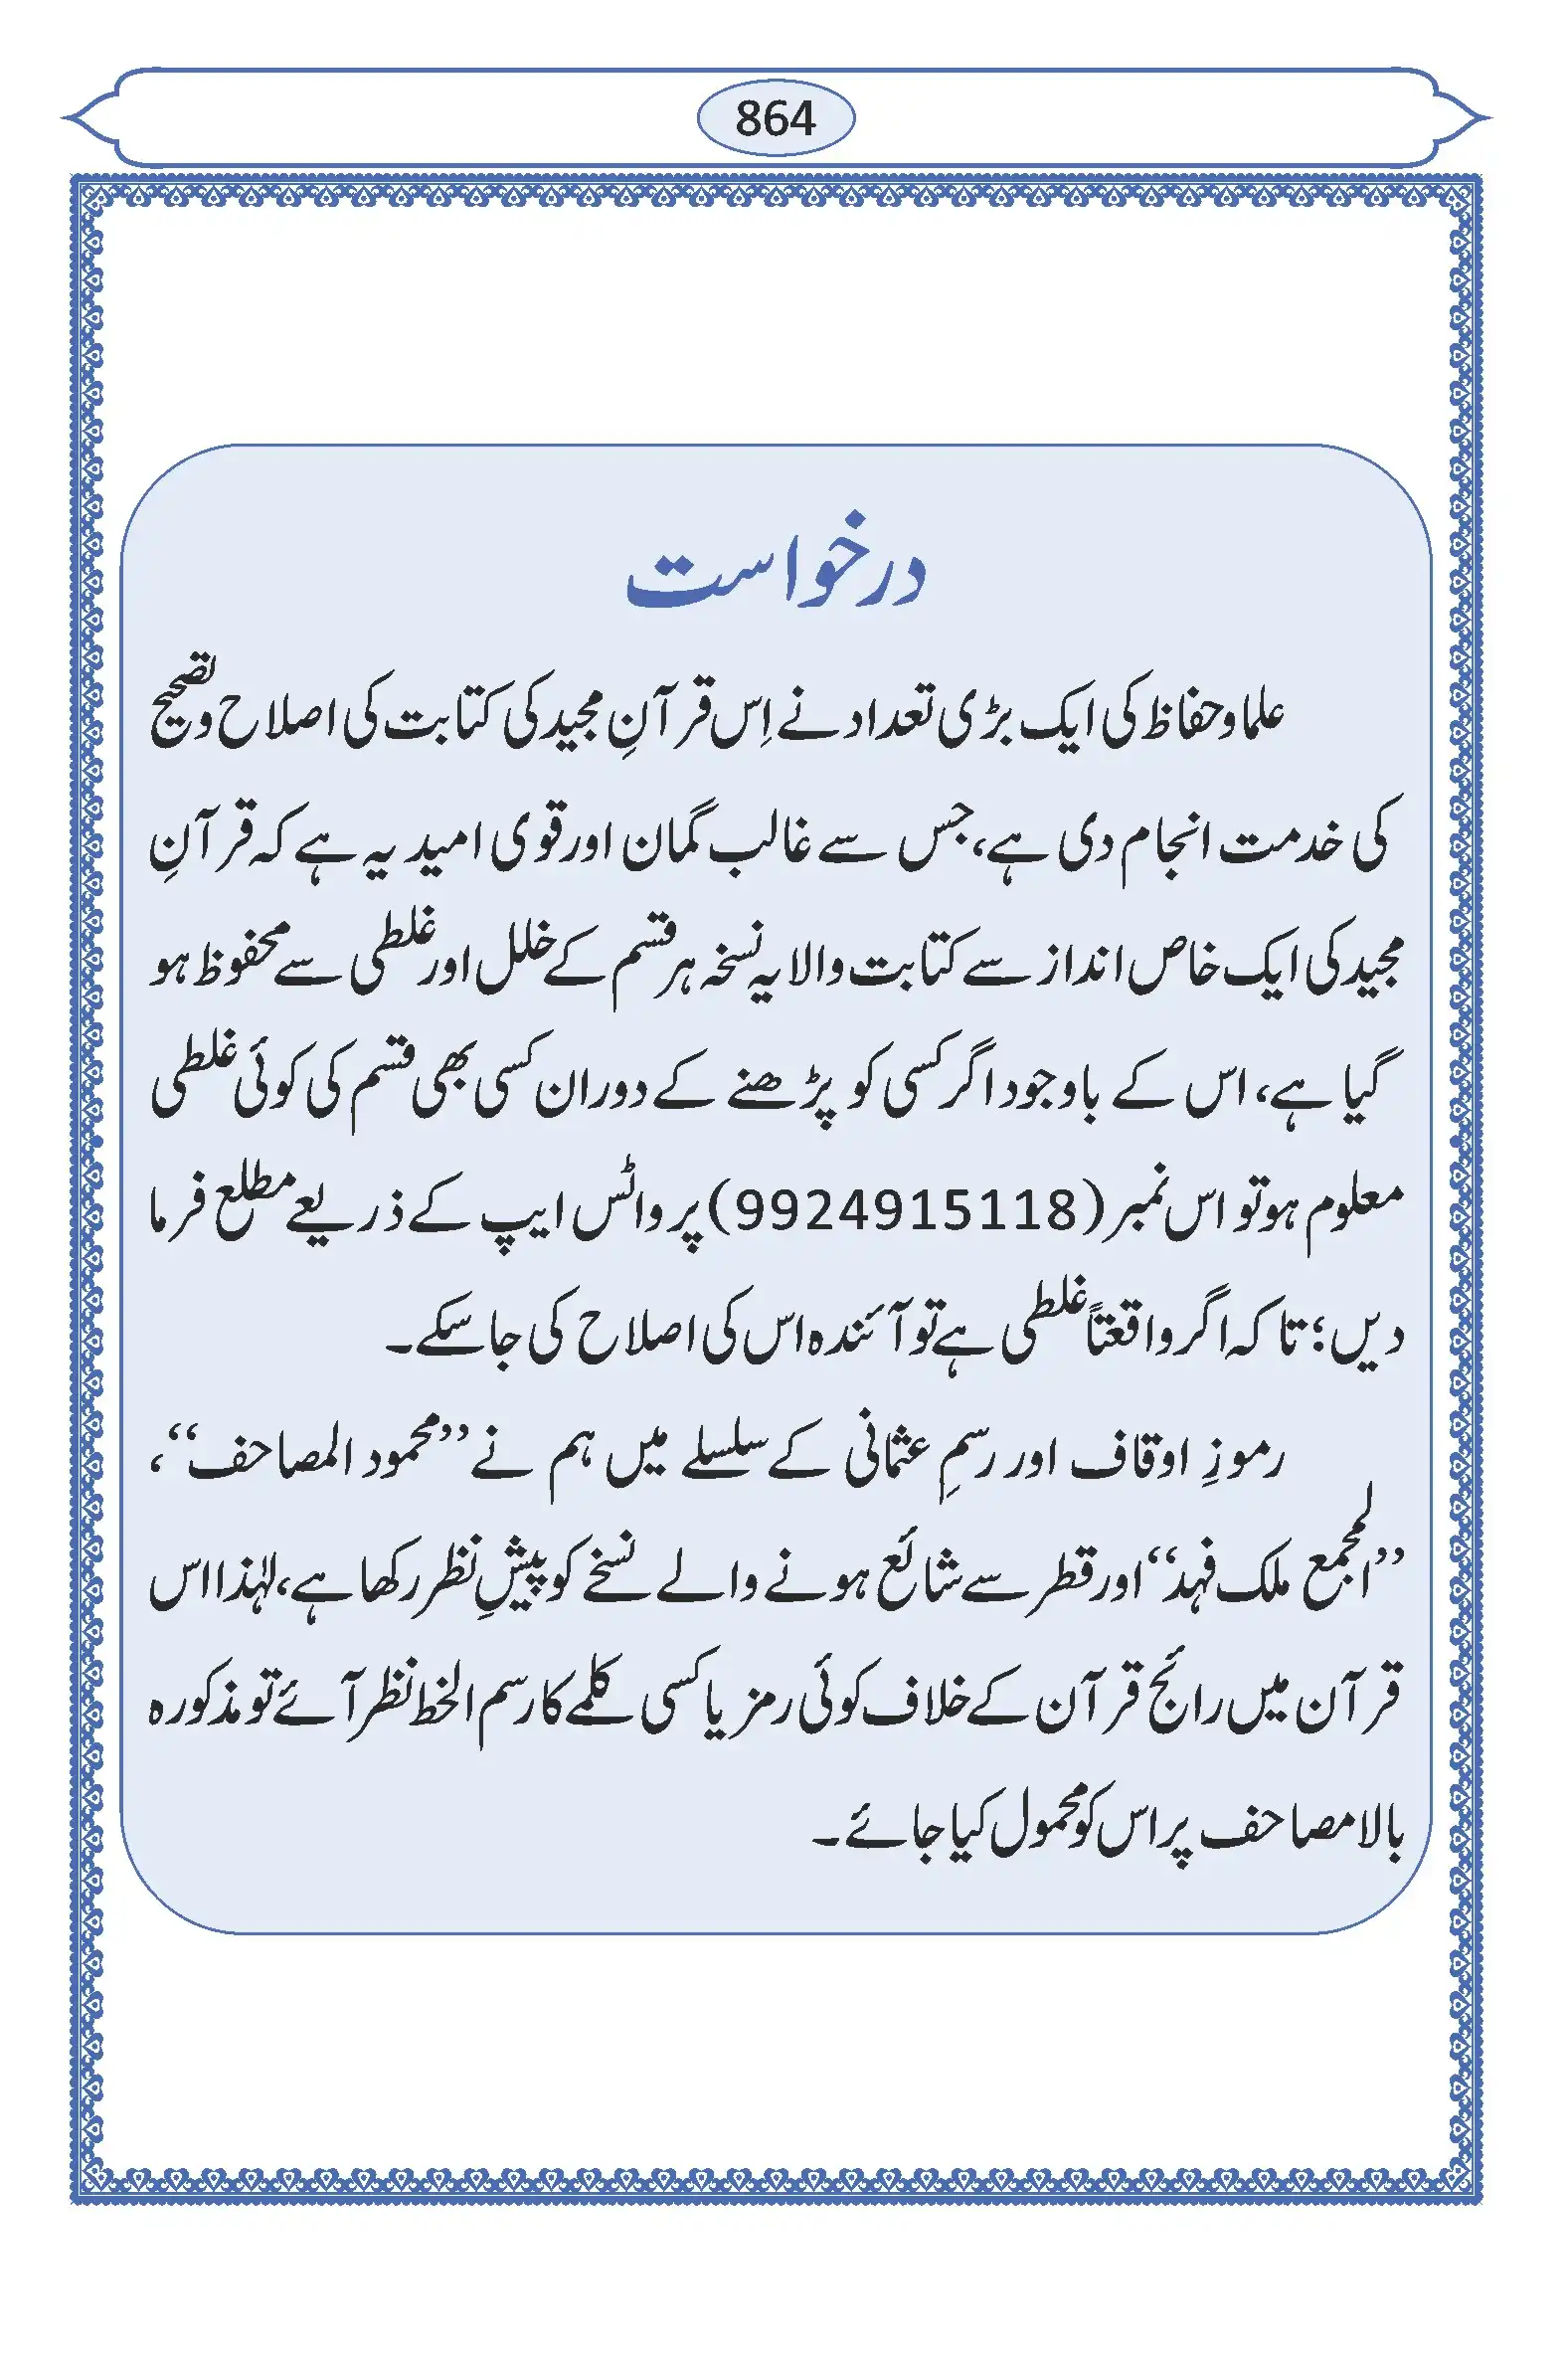 864
درخواست
علما وحفاظ کی ایک بڑی تعداد نے اِس قرآنِ مجید کی کتابت کی اصلاح وتصحیح
کی خدمت انجام دی ہے، جس سے غالب گمان اور قوی امید یہ ہے کہ قرآنِ
مجید کی ایک خاص انداز سے کتابت والا یہ نسخہ ہر قسم کے خلل اور غلطی سے محفوظ ہو
گیا ہے، اس کے باوجود اگر کسی کو پڑھنے کے دوران کسی بھی قسم کی کوئی غلطی
معلوم ہو تو اس نمبر (9924915118) پر واٹس ایپ کے ذریعے مطلع فرما
دیں؛ تاکہ اگر واقعتاً غلطی ہے تو آئندہ اس کی اصلاح کی جا سکے۔
رموزِ اوقاف اور رسمِ عثمانی کے سلسلے میں ہم نے ’’محمود المصاحف‘‘،
’’المجمع ملک فہد‘‘ اور قطر سے شائع ہونے والے نسخے کو پیشِ نظر رکھا ہے، لہٰذا اس
قرآن میں رائج قرآن کے خلاف کوئی رمز یا کسی کلمے کا رسم الخط نظر آئے تو مذکورہ
بالا مصاحف پر اس کو محمول کیا جائے۔